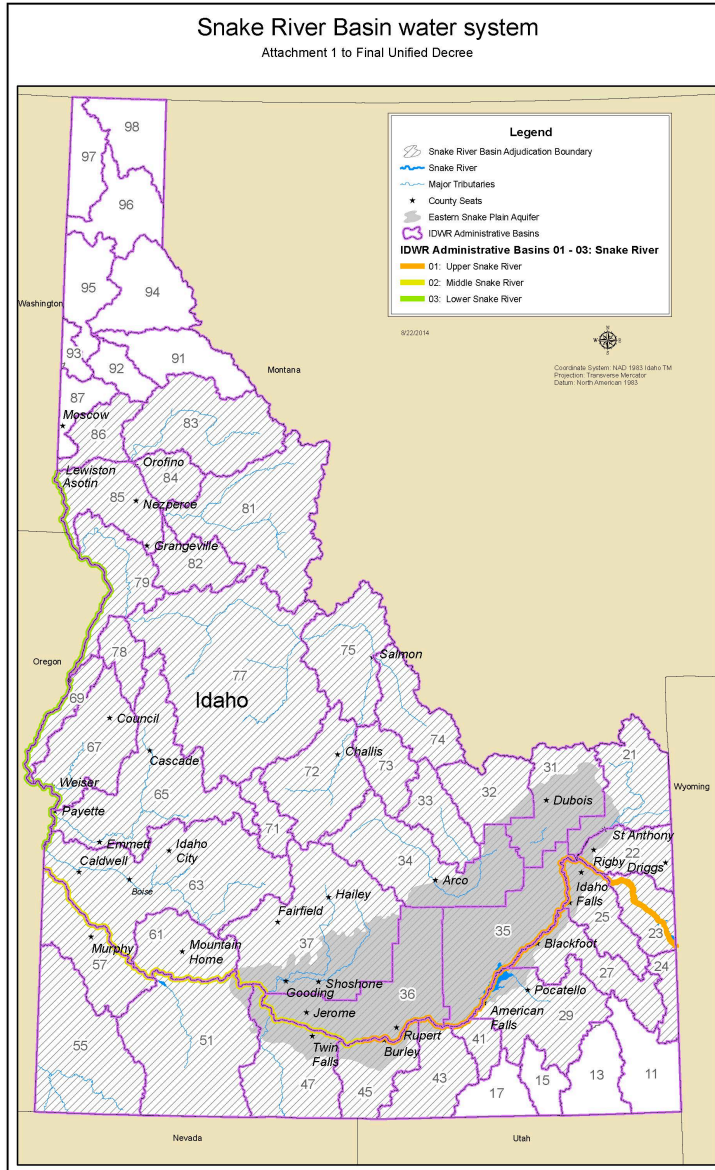 Snake River Basin water system
Attachment 1 to Final Unified Decree
Legend
Snake River Basin Adjudication Boundary
Snake River
Major Tributaries
County Seats
Eastern Snake Plain Aquifer
IDWR Administrative Basins
IDWR Administrative Basins 01 - 03: Snake River
01: Upper Snake River
02: Middle Snake River
03: Lower Snake River
8/22/2014
N
E
S
W
Coordinate System: NAD 1983 Idaho TM
Projection: Transverse Mercator
Datum: North American 1983
98
97
96
95
94
Washington
93
92
91
Montana
87
Moscow
86
83
Orofino
Lewiston
Asotin
84
85
Nezperce
81
Grangeville
82
79
78
75
Salmon
Oregon
77
69
Idaho
Council
67
74
Cascade
Challis
72
73
21
31
Weiser
65
33
32
Wyoming
Payette
Dubois
71
Emmett
Idaho
City
St Anthony
34
Rigby
22
Driggs
Caldwell
Arco
Idaho
Falls
Boise
63
Hailey
25
Fairfield
23
35
Murphy
61
37
Blackfoot
57
Mountain
Home
24
27
Gooding
Shoshone
Pocatello
36
American
Falls
Jerome
29
Rupert
51
Twin
Falls
Burley
41
55
47
45
43
17
15
13
11
Nevada
Utah